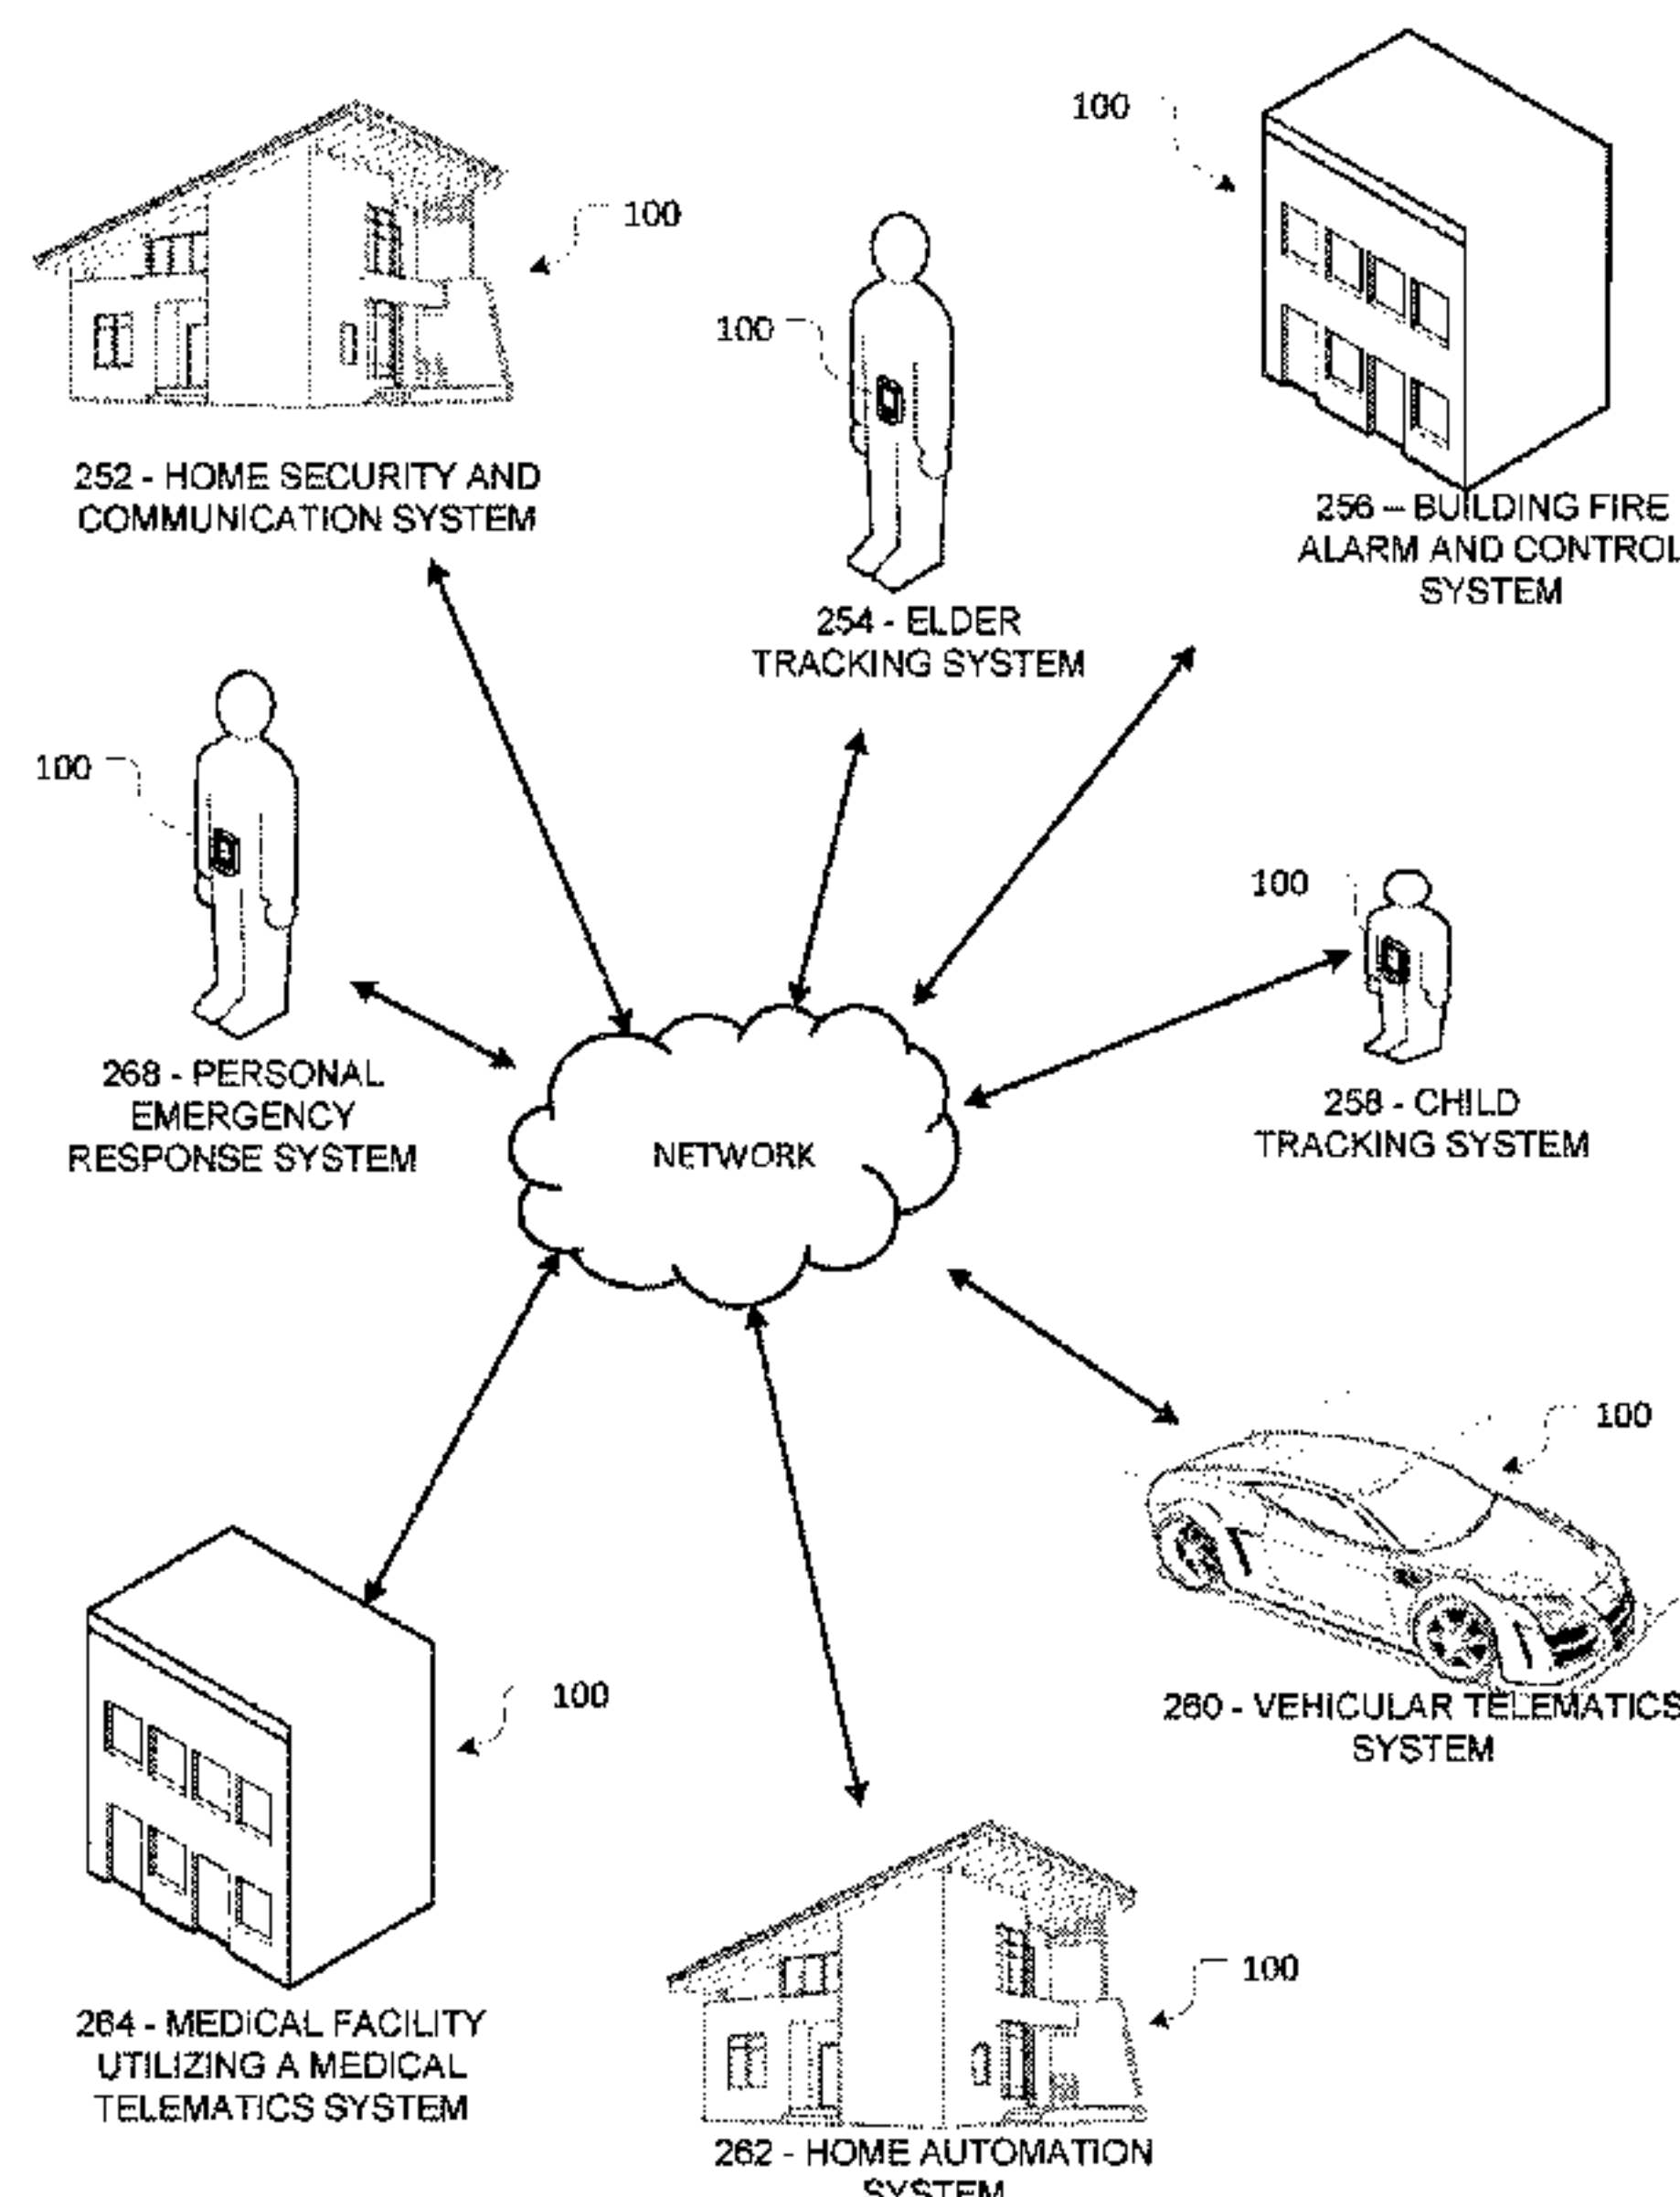 100
100
252 - HOME SECURITY AND
COMMUNICATION SYSTEM
100
254 - ELDER
TRACKING SYSTEM
256 – BUILDING FIRE
ALARM AND CONTROL
SYSTEM
100
268 - PERSONAL
EMERGENCY
RESPONSE SYSTEM
100
258 - CHILD
TRACKING SYSTEM
NETWORK
100
260 - VEHICULAR TELEMATICS
SYSTEM
100
264 - MEDICAL FACILITY
UTILIZING A MEDICAL
TELEMATICS SYSTEM
100
262 - HOME AUTOMATION
SYSTEM